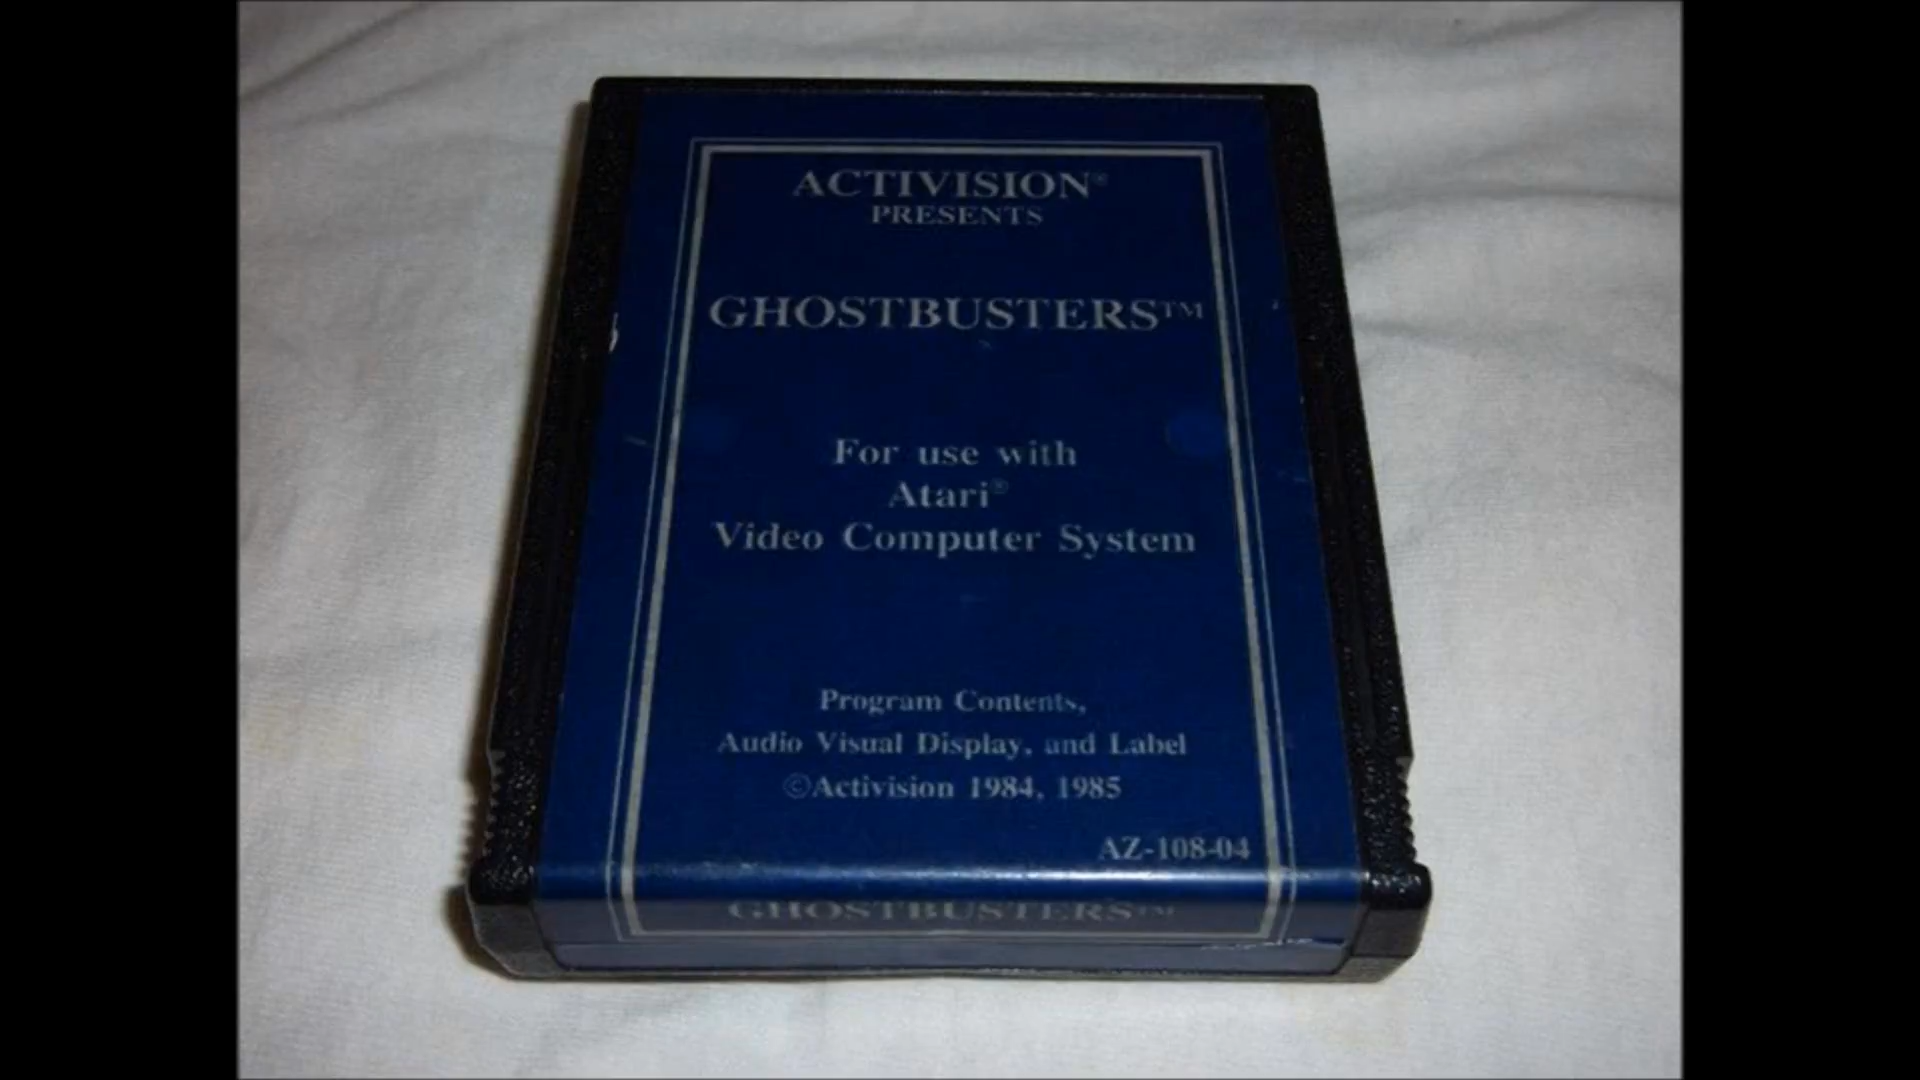 ACTIVISION®
PRESENTS
GHOSTBUSTERS™
For use with
Atari®
Video Computer System
Program Contents,
Audio Visual Display, and Label
©Activision 1984, 1985
AZ-108-04
GHOSTBUSTERS™